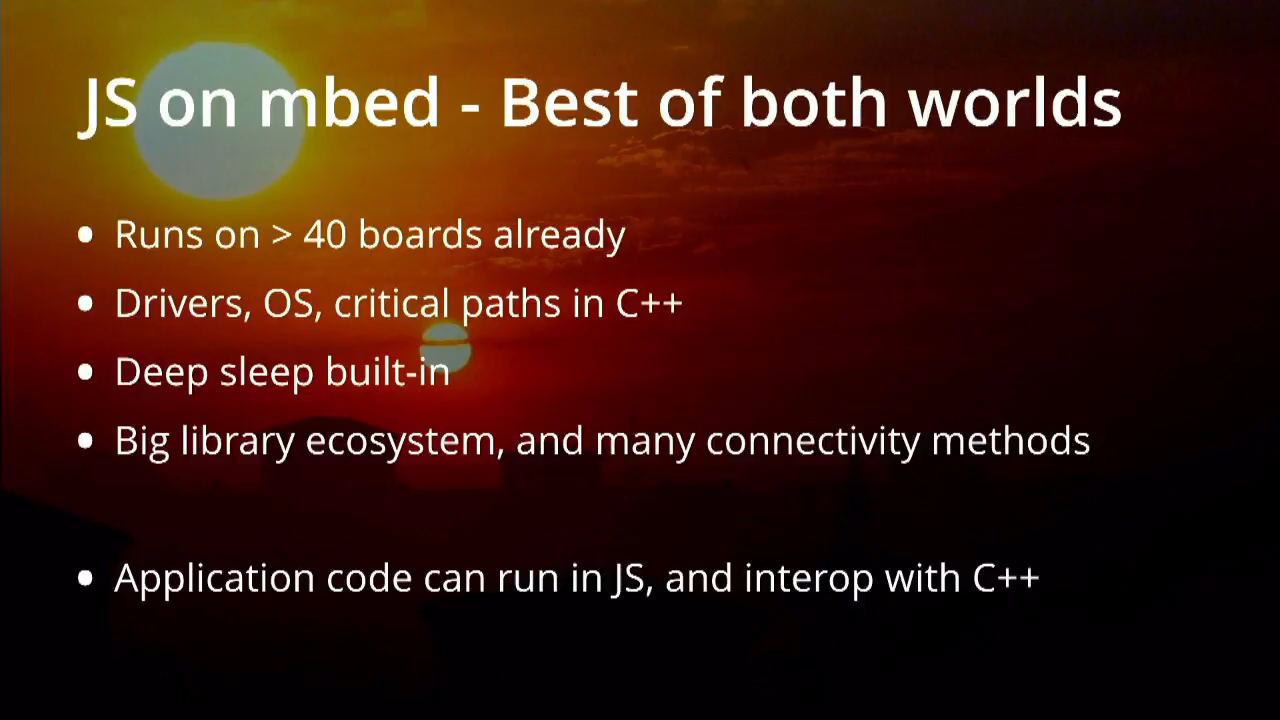 JS on mbed - Best of both worlds
• Runs on > 40 boards already
• Drivers, OS, critical paths in C++
• Deep sleep built-in
• Big library ecosystem, and many connectivity methods
• Application code can run in JS, and interop with C++